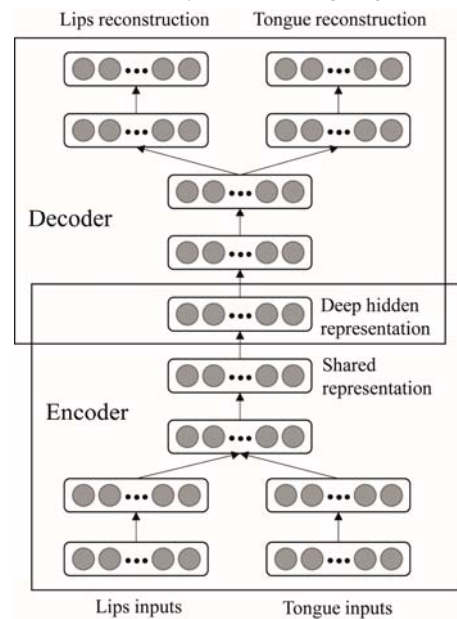 Lips reconstruction Tongue reconstruction
Decoder
Deep hidden
representation
Shared
representation
Encoder
Lips inputs Tongue inputs